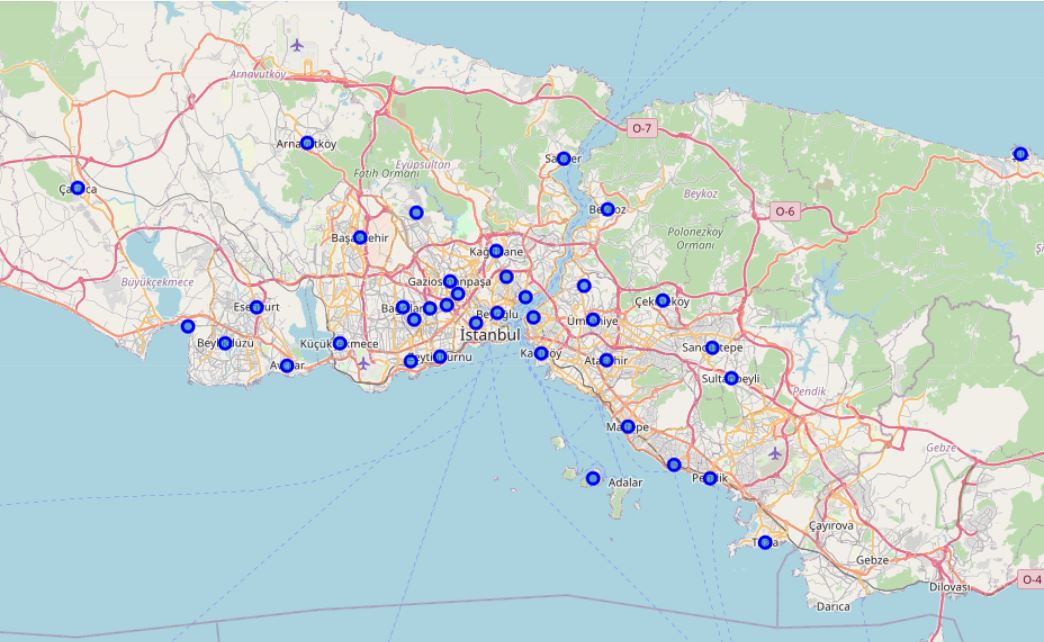 Arnavutköy
O-7
Arnavutköy
Sarıyer
Eyüpsultan
Fatih Ormanı
Çatalca
Beykoz
Beykoz
O-6
Polonezköy
Ormanı
Başakşehir
Kağıthane
Büyükçekmece
Gaziosmanpaşa
Çekmeköy
Esenyurt
Bağcılar
Beyoğlu
Ümraniye
İstanbul
Beylikdüzü
Küçükçekmece
Sancaktepe
Zeytinburnu
Kadıköy
Ataşehir
Avcılar
Sultanbeyli
Pendik
Maltepe
Gebze
Pendik
Adalar
Çayırova
Tuzla
Gebze
O-4
Dilovası
Darıca